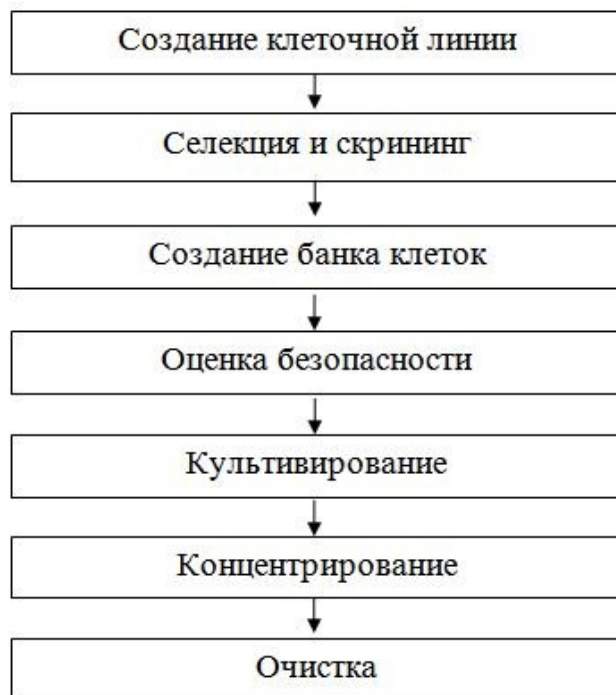 Создание клеточной линии
Селекция и скрининг
Создание банка клеток
Оценка безопасности
Культивирование
Концентрирование
Очистка